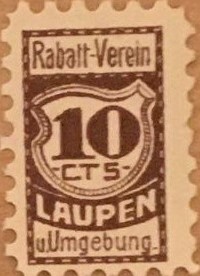 Rabatt-Verein
10
CTS-
LAUPEN
u.Umgebung.